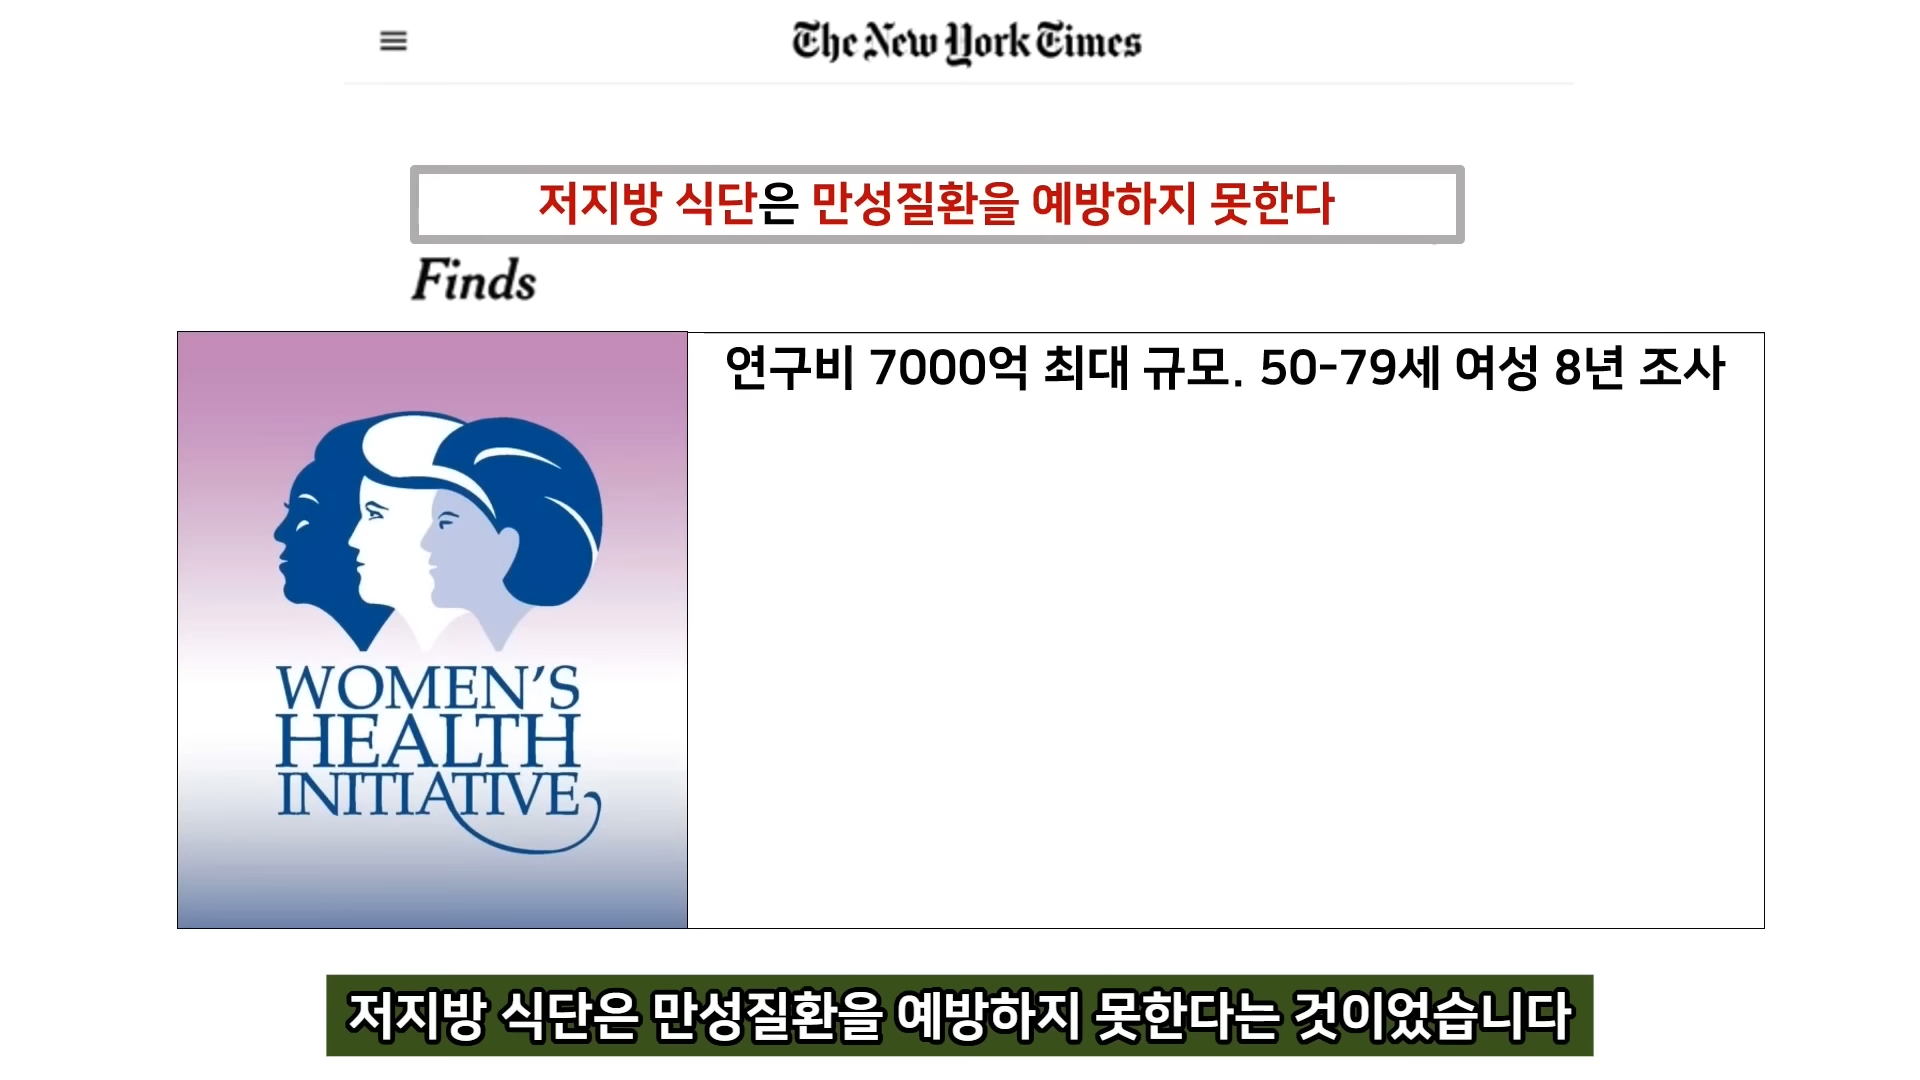 The New York Times
저지방 식단은 만성질환을 예방하지 못한다
Finds
연구비 7000억 최대 규모. 50-79세 여성 8년 조사
WOMEN'S
HEALTH
INITIATIVE
저지방 식단은 만성질환을 예방하지 못한다는 것이었습니다